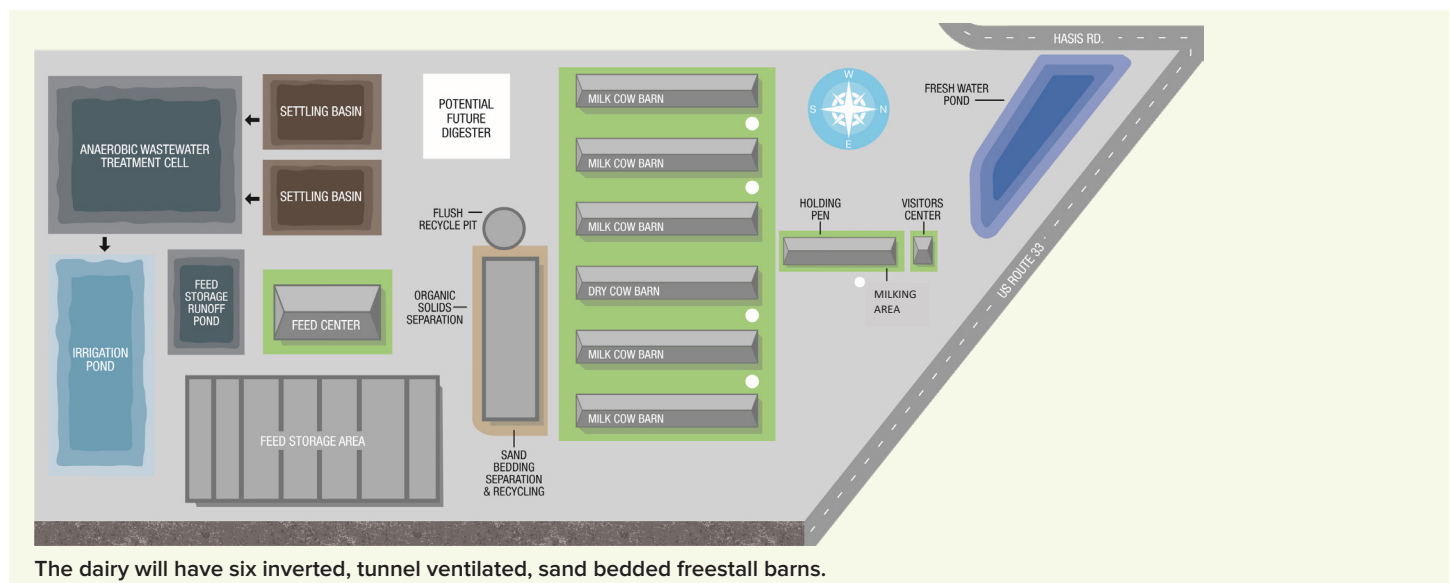 HASIS RD.
W
S
N
E
FRESH WATER
POND
SETTLING BASIN
POTENTIAL
FUTURE
DIGESTER
MILK COW BARN
ANAEROBIC WASTEWATER
TREATMENT CELL
MILK COW BARN
SETTLING BASIN
FLUSH
RECYCLE PIT
MILK COW BARN
HOLDING
PEN
VISITORS
CENTER
US ROUTE 33
FEED
STORAGE
RUNOFF
POND
ORGANIC
SOLIDS
SEPARATION
DRY COW BARN
MILKING
AREA
FEED CENTER
IRRIGATION
POND
MILK COW BARN
MILK COW BARN
FEED STORAGE AREA
SAND
BEDDING
SEPARATION
& RECYCLING
The dairy will have six inverted, tunnel ventilated, sand bedded freestall barns.